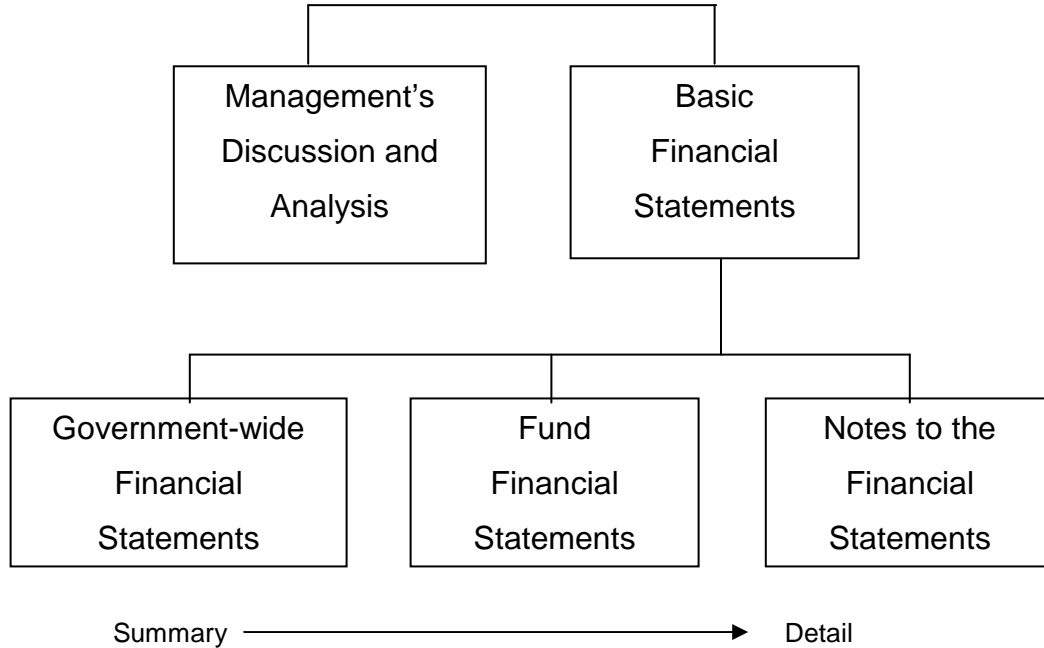 Management’s
Discussion and
Analysis
Basic
Financial
Statements
Government-wide
Financial
Statements
Fund
Financial
Statements
Notes to the
Financial
Statements
Summary
Detail